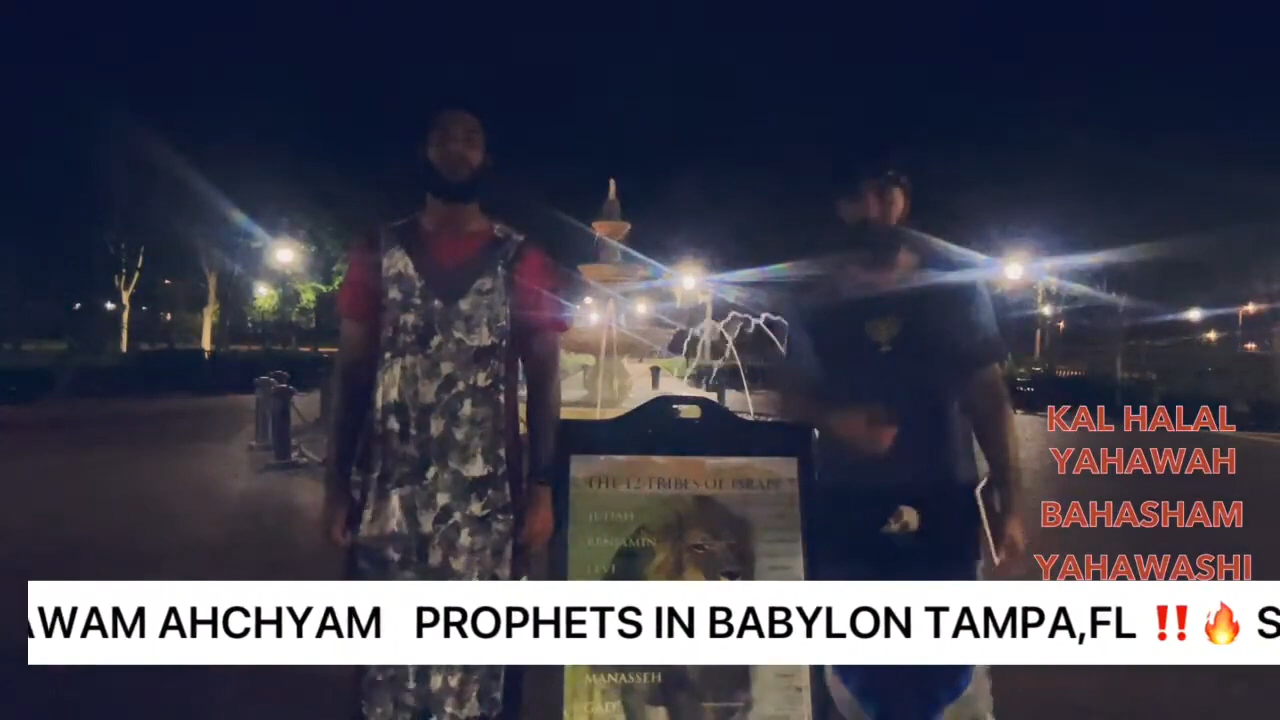 THE 12 TRIBES OF ISRAEL
JUDAH
BENJAMIN
LEVI
KAL HALAL
YAHAWAH
BAHASHAM
YAHAWASHI
AWAM AHCHYAM PROPHETS IN BABYLON TAMPA,FL ‼️🔥 S
MANASSEH
GAD